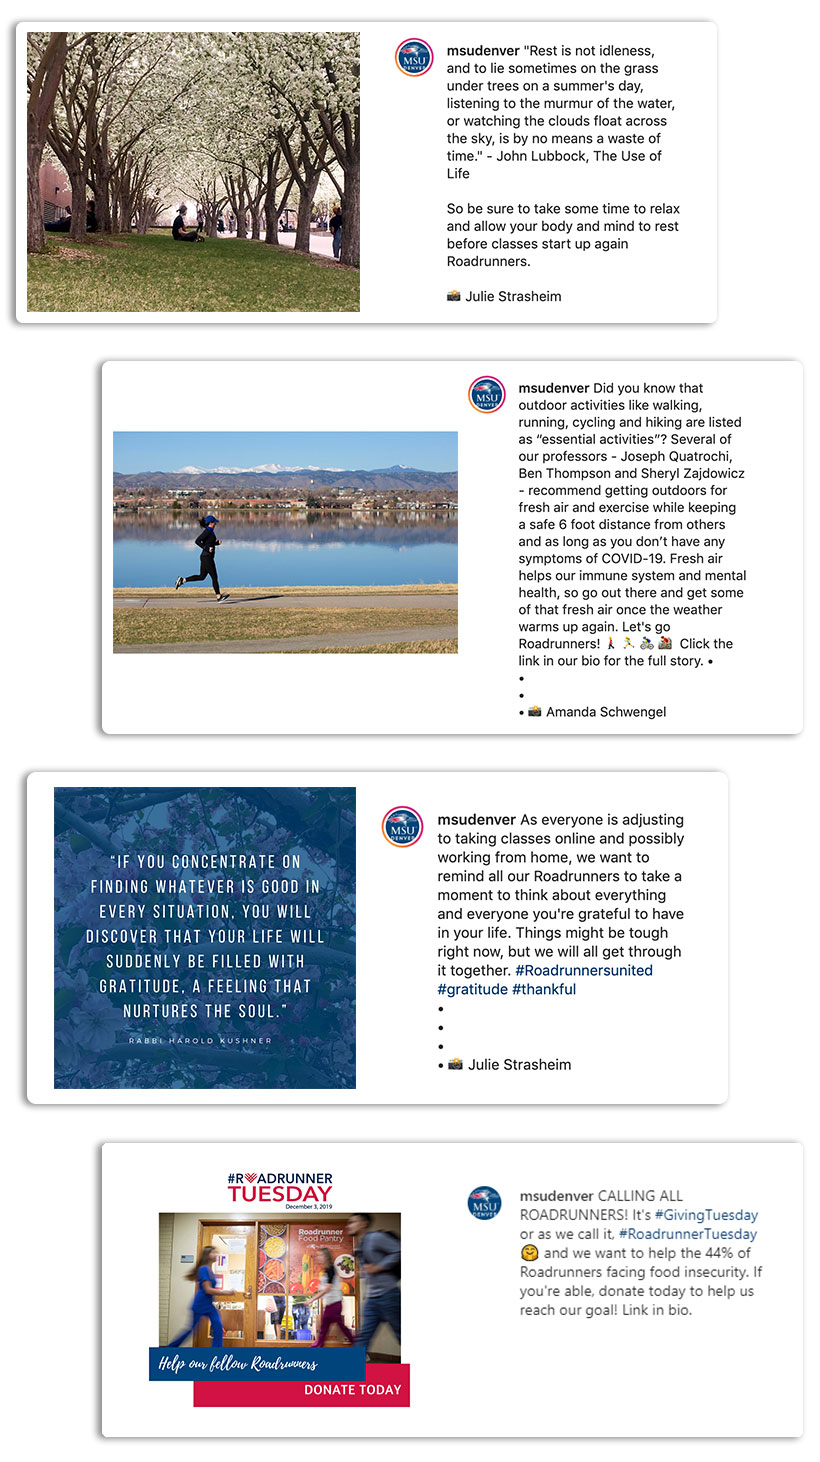 msudenver "Rest is not idleness,
and to lie sometimes on the grass
under trees on a summer's day,
listening to the murmur of the water,
or watching the clouds float across
the sky, is by no means a waste of
time." - John Lubbock, The Use of
Life
So be sure to take some time to relax
and allow your body and mind to rest
before classes start up again
Roadrunners.
📸 Julie Strasheim
MSU
DENVER
msudenver Did you know that
outdoor activities like walking,
running, cycling and hiking are listed
as “essential activities”? Several of
our professors - Joseph Quatrochi,
Ben Thompson and Sheryl Zajdowicz
- recommend getting outdoors for
fresh air and exercise while keeping
a safe 6 foot distance from others
and as long as you don’t have any
symptoms of COVID-19. Fresh air
helps our immune system and mental
health, so go out there and get some
of that fresh air once the weather
warms up again. Let's go
Roadrunners! 🚶🏃🚴🚵 Click the
link in our bio for the full story. •
•
•
• 📸 Amanda Schwengel
MSU
DENVER
"IF YOU CONCENTRATE ON
FINDING WHATEVER IS GOOD IN
EVERY SITUATION, YOU WILL
DISCOVER THAT YOUR LIFE WILL
SUDDENLY BE FILLED WITH
GRATITUDE, A FEELING THAT
NURTURES THE SOUL."
RABBI HAROLD KUSHNER
msudenver As everyone is adjusting
to taking classes online and possibly
working from home, we want to
remind all our Roadrunners to take a
moment to think about everything
and everyone you're grateful to have
in your life. Things might be tough
right now, but we will all get through
it together. #Roadrunnersunited
#gratitude #thankful
•
•
•
• 📸 Julie Strasheim
MSU
DENVER
#ROADRUNNER
TUESDAY
December 3, 2019
Roadrunner
Food Pantry
Help our fellow Roadrunners
DONATE TODAY
msudenver CALLING ALL
ROADRUNNERS! It's #GivingTuesday
or as we call it, #RoadrunnerTuesday
🤗 and we want to help the 44% of
Roadrunners facing food insecurity. If
you're able, donate today to help us
reach our goal! Link in bio.
MSU
DENVER